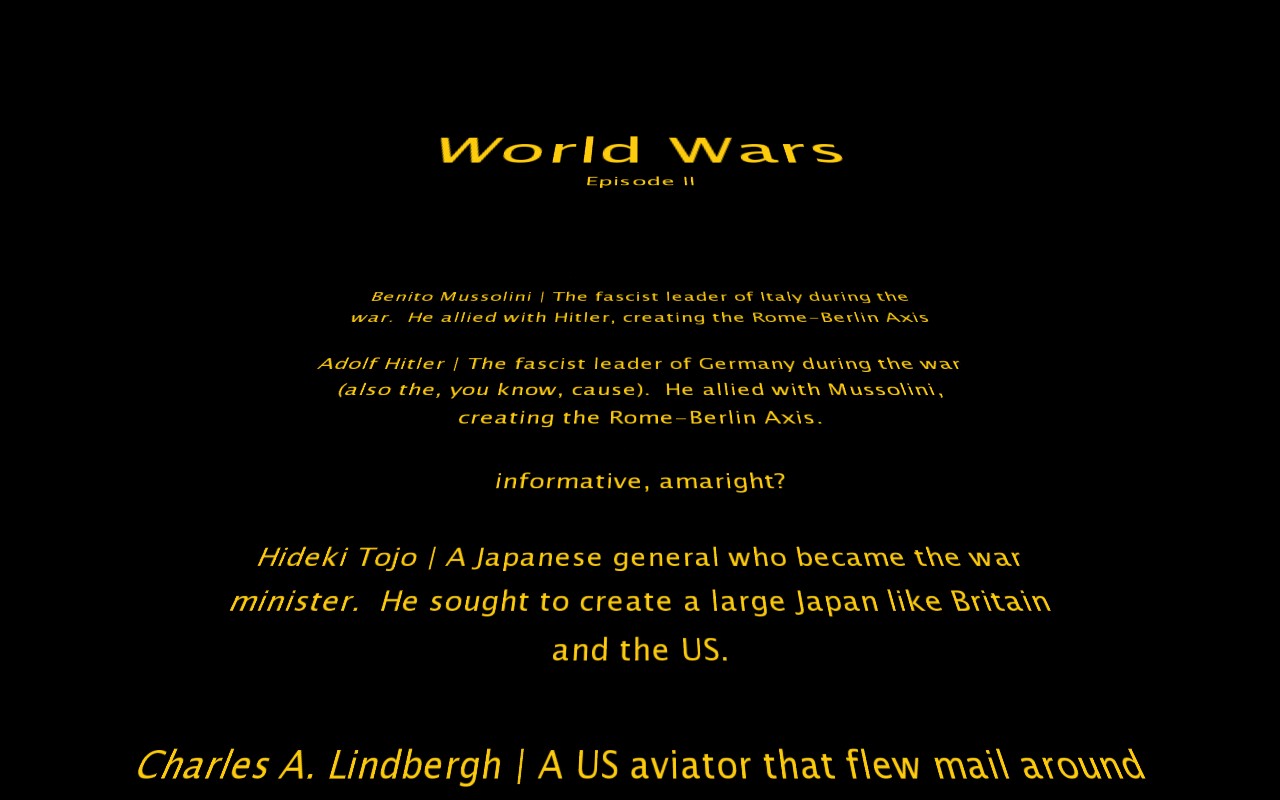 World Wars
Episode II
Benito Mussolini | The fascist leader of Italy during the
war.  He allied with Hitler, creating the Rome-Berlin Axis
Adolf Hitler | The fascist leader of Germany during the war
(also the, you know, cause).  He allied with Mussolini,
creating the Rome-Berlin Axis.
informative, amaright?
Hideki Tojo | A Japanese general who became the war
minister.  He sought to create a large Japan like Britain
and the US.
Charles A. Lindbergh | A US aviator that flew mail around